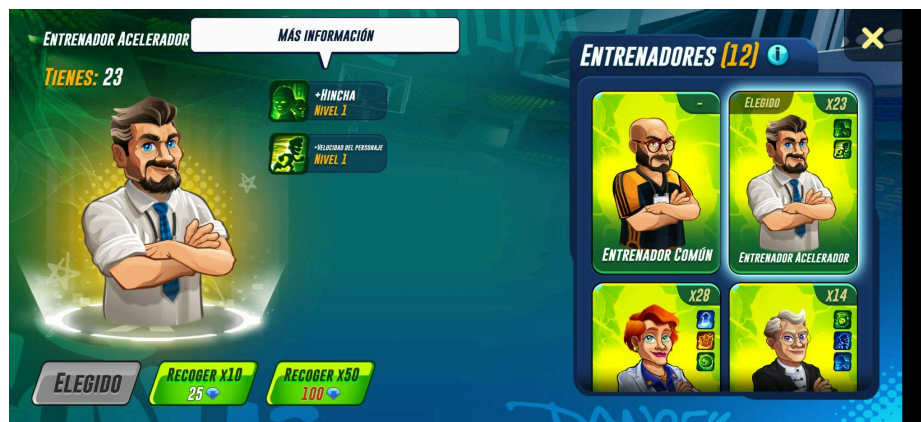 ENTRENADOR ACELERADOR
MÁS INFORMACIÓN
TIENES: 23
+HINCHA
NIVEL 1
+VELOCIDAD DEL PERSONAJE
NIVEL 1
ELEGIDO
RECOGER X10
25
RECOGER X50
100
ENTRENADORES (12)
-
ENTRENADOR COMÚN
ELEGIDO
X23
ENTRENADOR ACELERADOR
X28
X14
DANGER